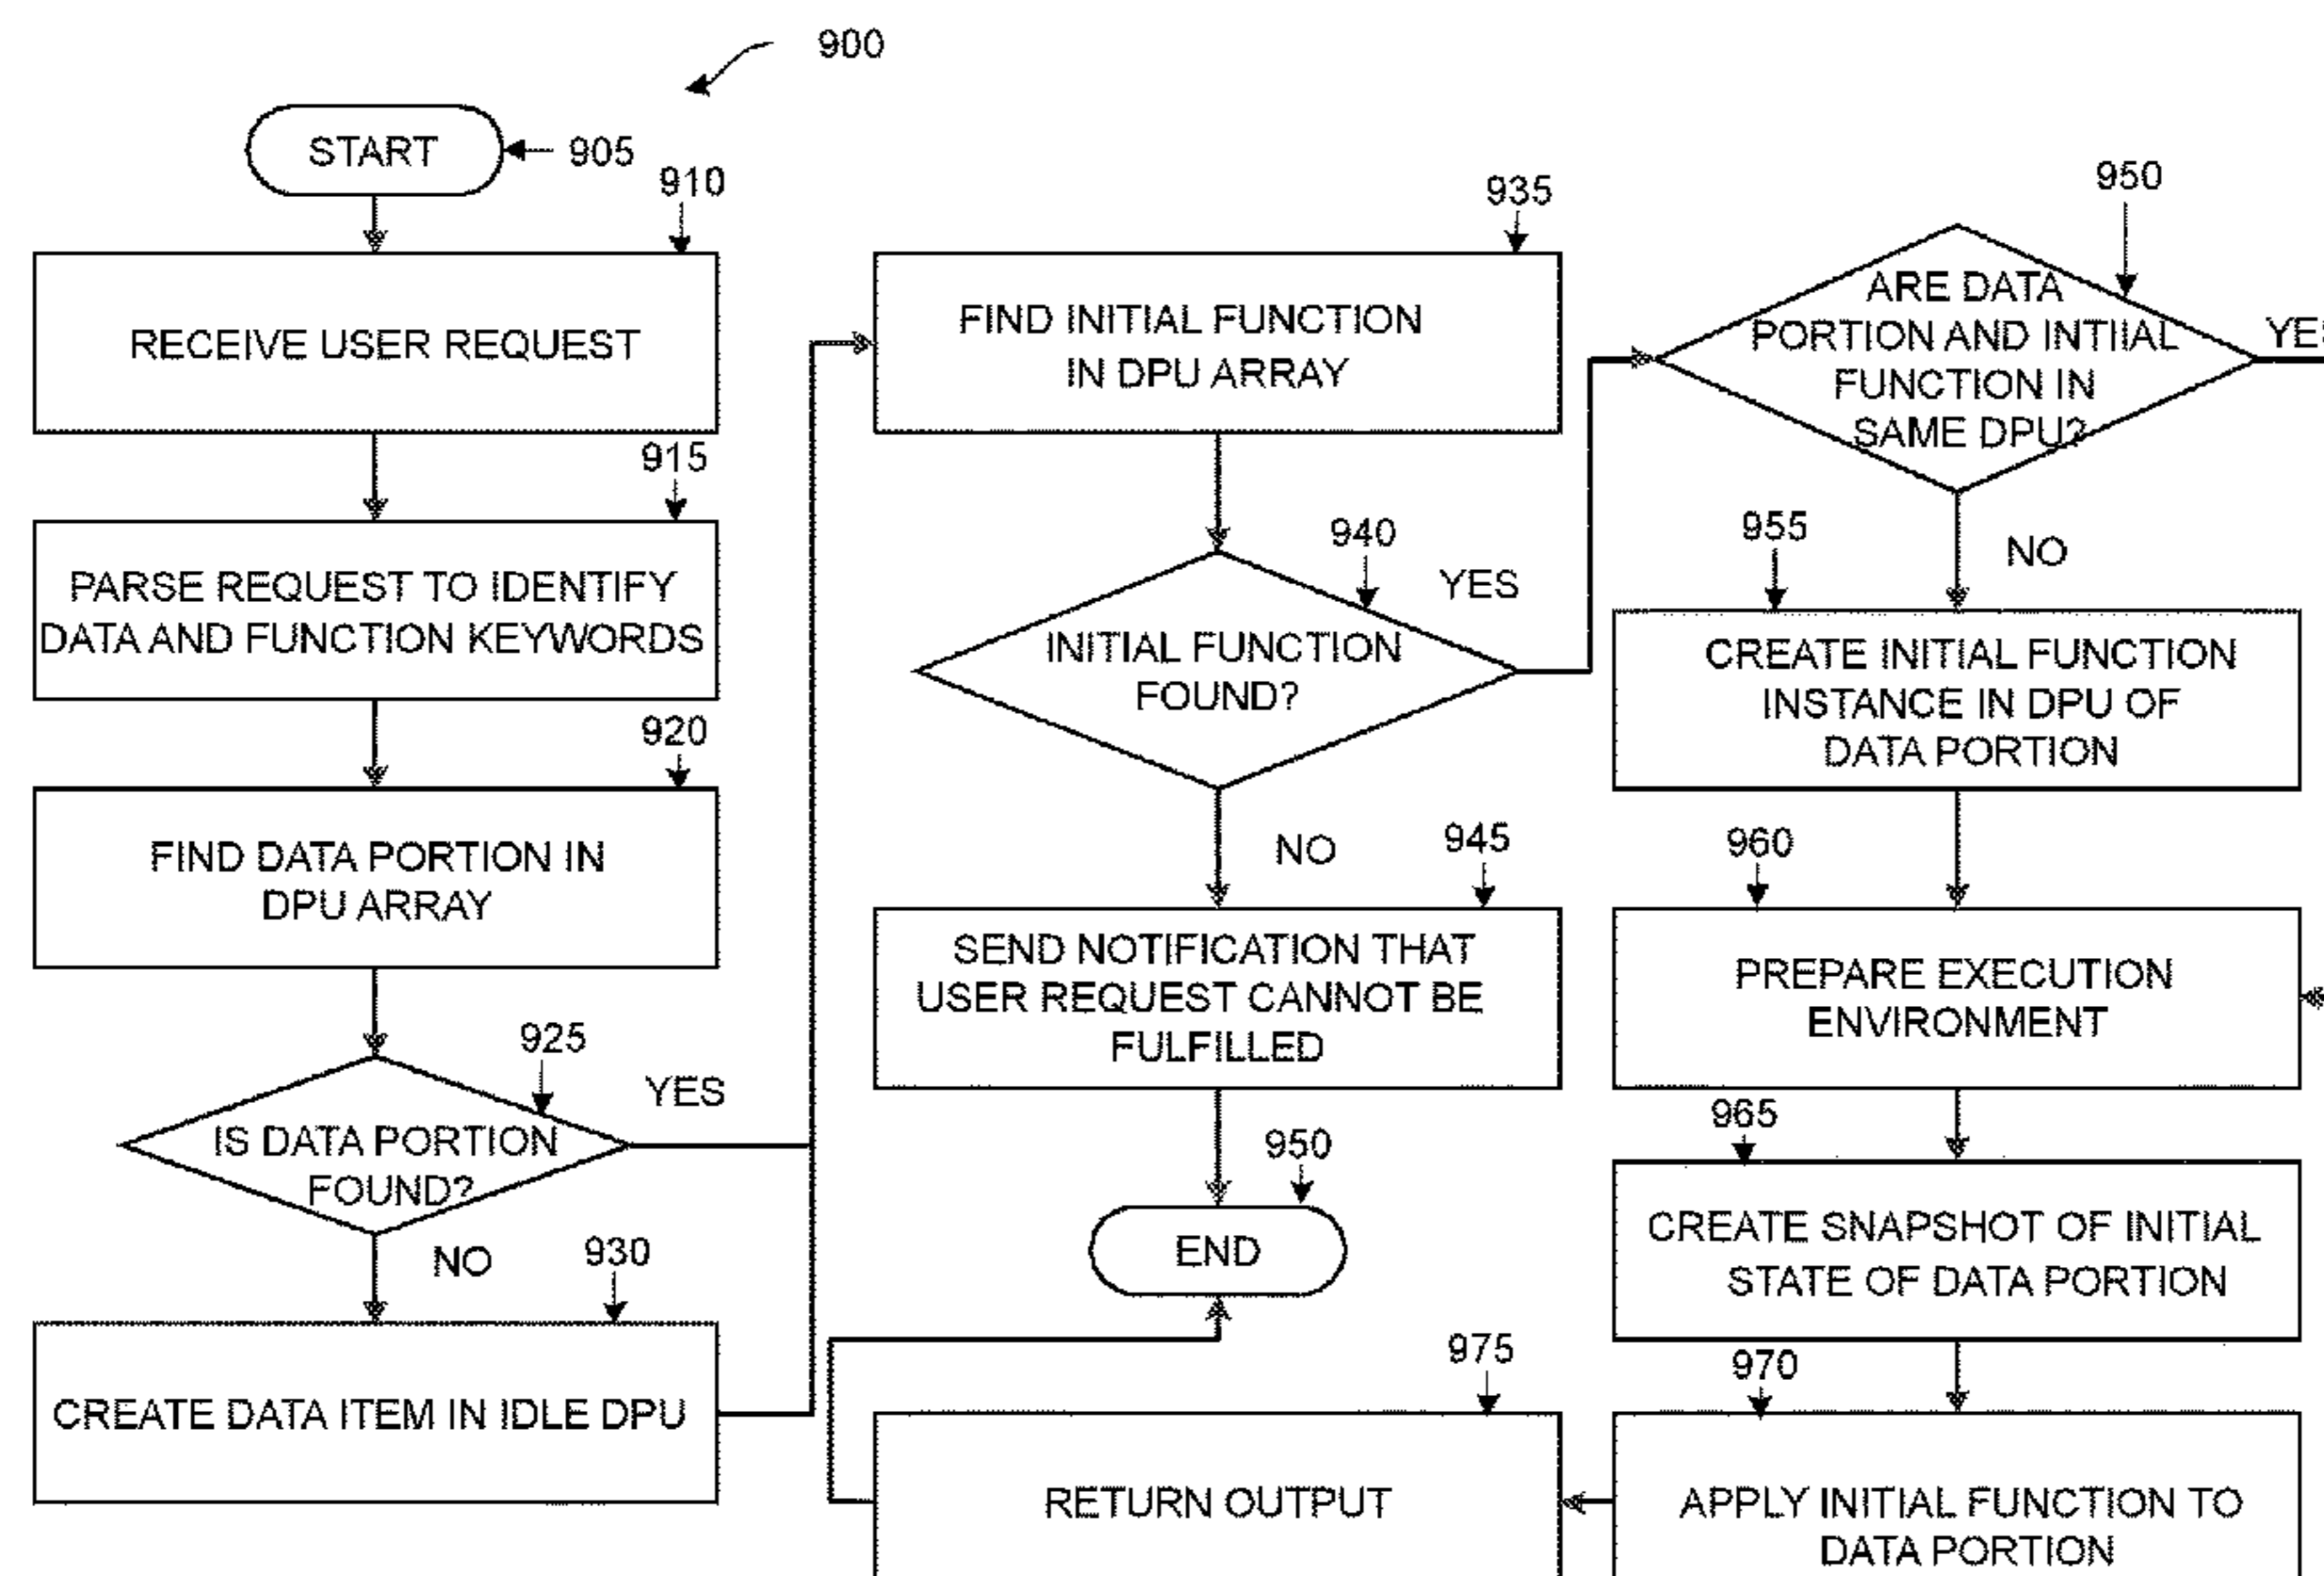 900
START
905
910
RECEIVE USER REQUEST
915
PARSE REQUEST TO IDENTIFY
DATA AND FUNCTION KEYWORDS
920
FIND DATA PORTION IN
DPU ARRAY
925
YES
IS DATA PORTION
FOUND?
NO
930
CREATE DATA ITEM IN IDLE DPU
935
FIND INITIAL FUNCTION
IN DPU ARRAY
940
YES
INITIAL FUNCTION
FOUND?
NO
945
SEND NOTIFICATION THAT
USER REQUEST CANNOT BE
FULFILLED
950
END
975
RETURN OUTPUT
950
ARE DATA
PORTION AND INTIIAL
FUNCTION IN
SAME DPU?
YES
NO
955
CREATE INITIAL FUNCTION
INSTANCE IN DPU OF
DATA PORTION
960
PREPARE EXECUTION
ENVIRONMENT
965
CREATE SNAPSHOT OF INITIAL
STATE OF DATA PORTION
970
APPLY INITIAL FUNCTION TO
DATA PORTION